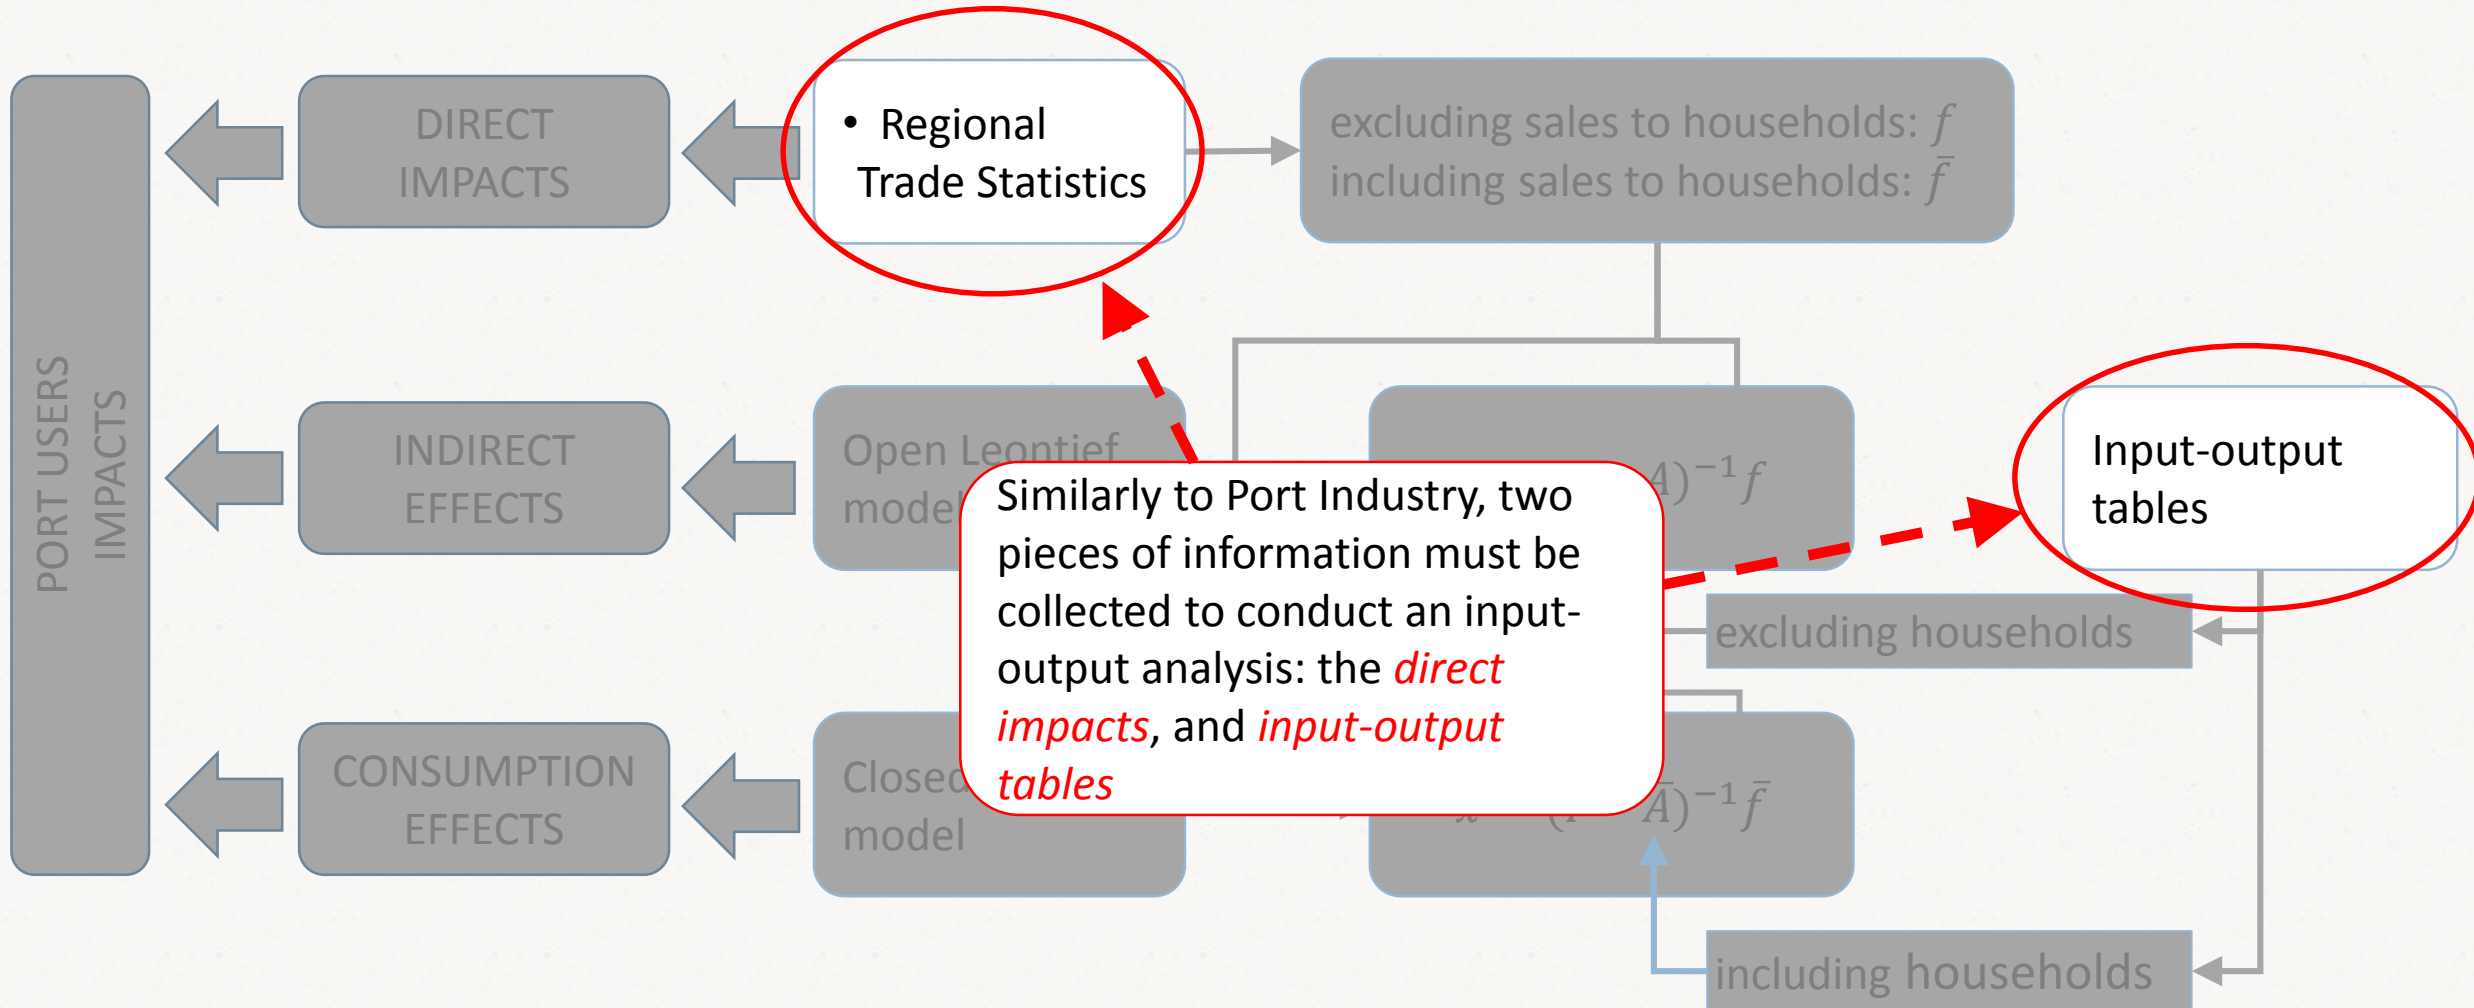 PORT USERS
IMPACTS
DIRECT
IMPACTS
• Regional
Trade Statistics
excluding sales to households: f
including sales to households: f̄
INDIRECT
EFFECTS
Open Leontief
model
A)⁻¹f
Input-output
tables
Similarly to Port Industry, two
pieces of information must be
collected to conduct an input-
output analysis: the direct
impacts, and input-output
tables
excluding households
CONSUMPTION
EFFECTS
Closed
model
Ā)⁻¹f̄
including households